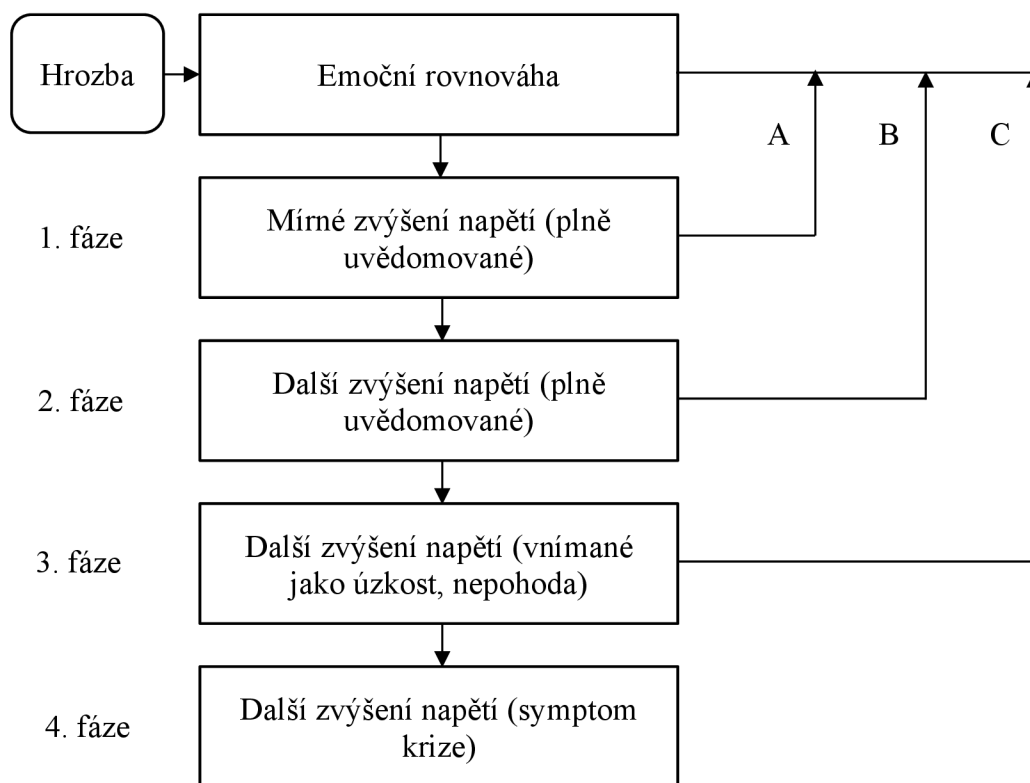 Hrozba
Emoční rovnováha
A
B
C
1. fáze
Mírné zvýšení napětí (plně
uvědomované)
2. fáze
Další zvýšení napětí (plně
uvědomované)
3. fáze
Další zvýšení napětí (vnímané
jako úzkost, nepohoda)
4. fáze
Další zvýšení napětí (symptom
krize)